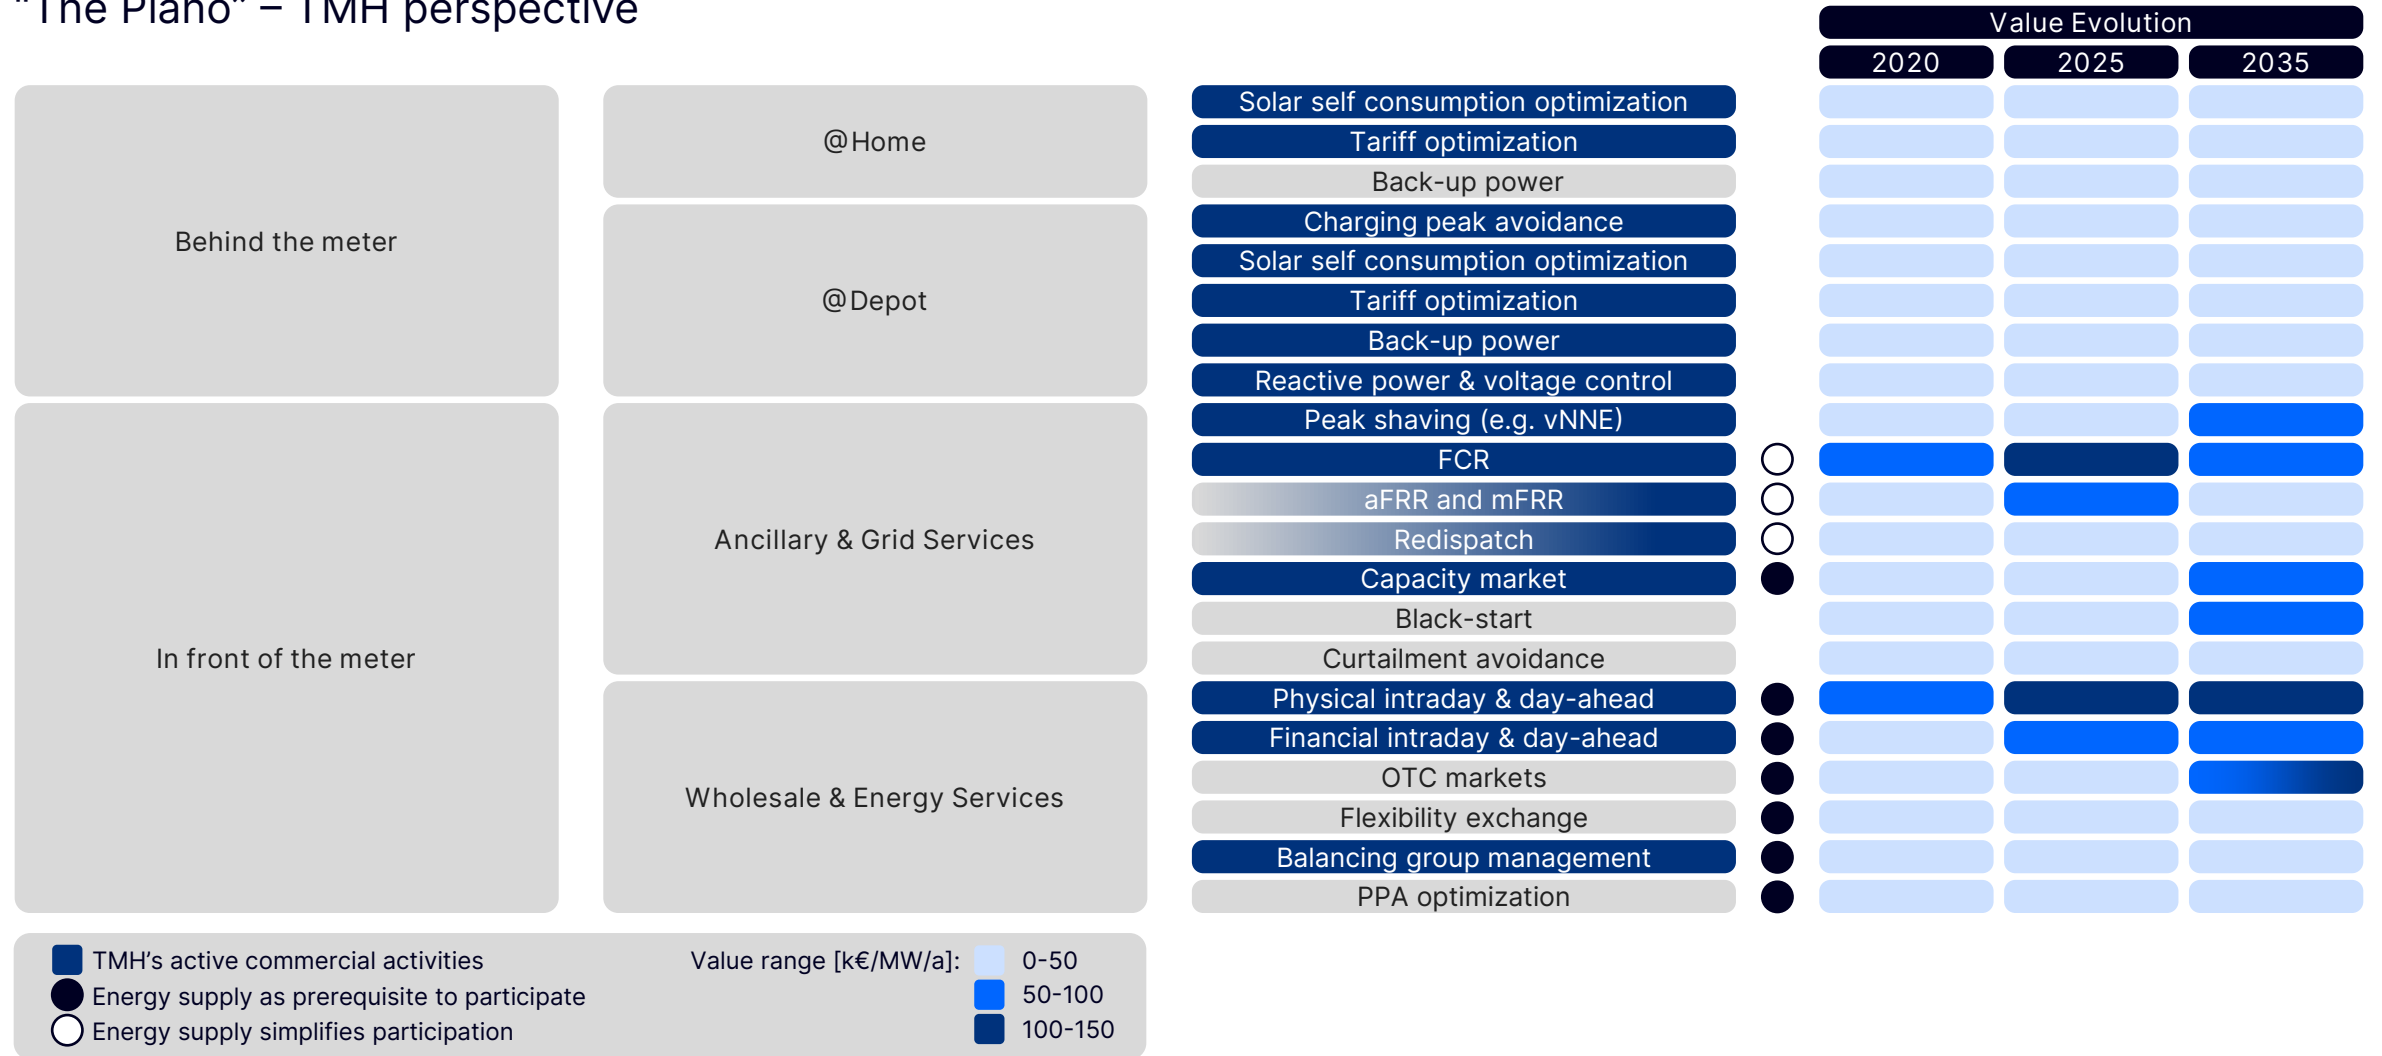 "The Piano" – TMH perspective
Value Evolution
2020 2025 2035
Behind the meter
@Home
Solar self consumption optimization
Tariff optimization
Back-up power
@Depot
Charging peak avoidance
Solar self consumption optimization
Tariff optimization
Back-up power
Reactive power & voltage control
In front of the meter
Ancillary & Grid Services
Peak shaving (e.g. vNNE)
FCR
aFRR and mFRR
Redispatch
Capacity market
Black-start
Curtailment avoidance
Wholesale & Energy Services
Physical intraday & day-ahead
Financial intraday & day-ahead
OTC markets
Flexibility exchange
Balancing group management
PPA optimization
TMH’s active commercial activities
Energy supply as prerequisite to participate
Energy supply simplifies participation
Value range [k€/MW/a]:
0-50
50-100
100-150